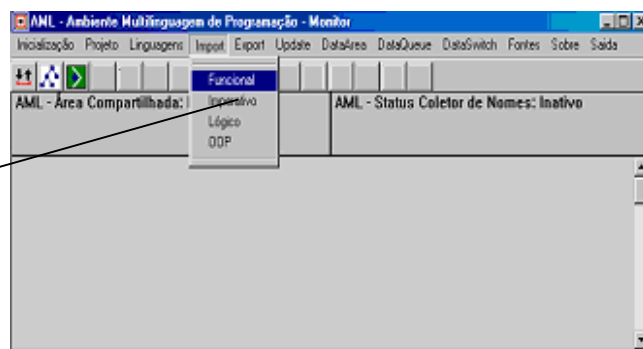 AML - Ambiente Multilinguagem de Programação - Monitor
Inicialização Projeto Linguagens Import Export Update DataArea DataQueue DataSwitch Fontes Sobre Saída
Funcional
AML - Área Compartilhada: AML - Status Coletor de Nomes: Inativo
Imperativo
Lógico
OOP